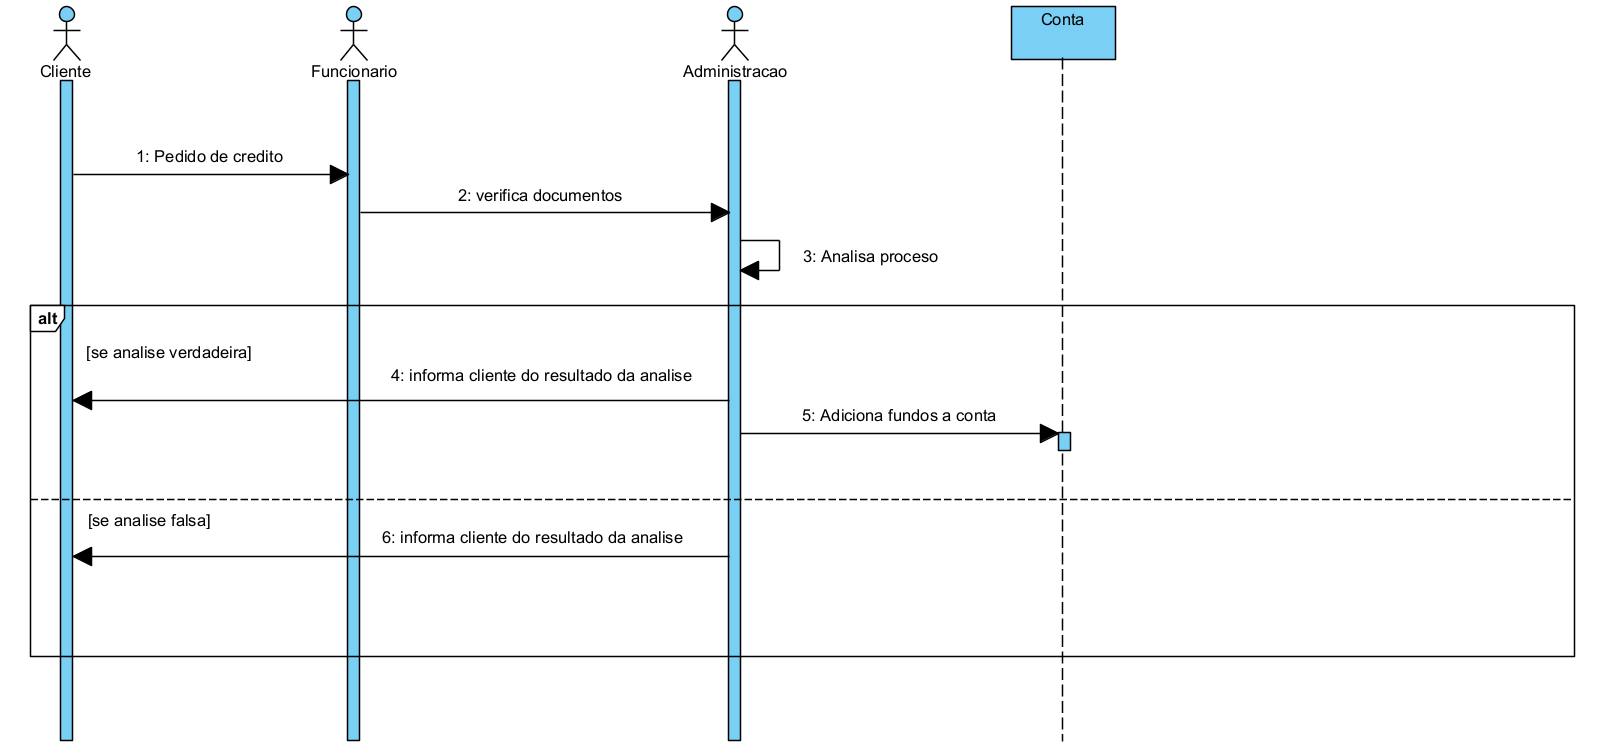 Cliente
Funcionario
Administracao
Conta
1: Pedido de credito
2: verifica documentos
3: Analisa proceso
alt
[se analise verdadeira]
4: informa cliente do resultado da analise
5: Adiciona fundos a conta
[se analise falsa]
6: informa cliente do resultado da analise